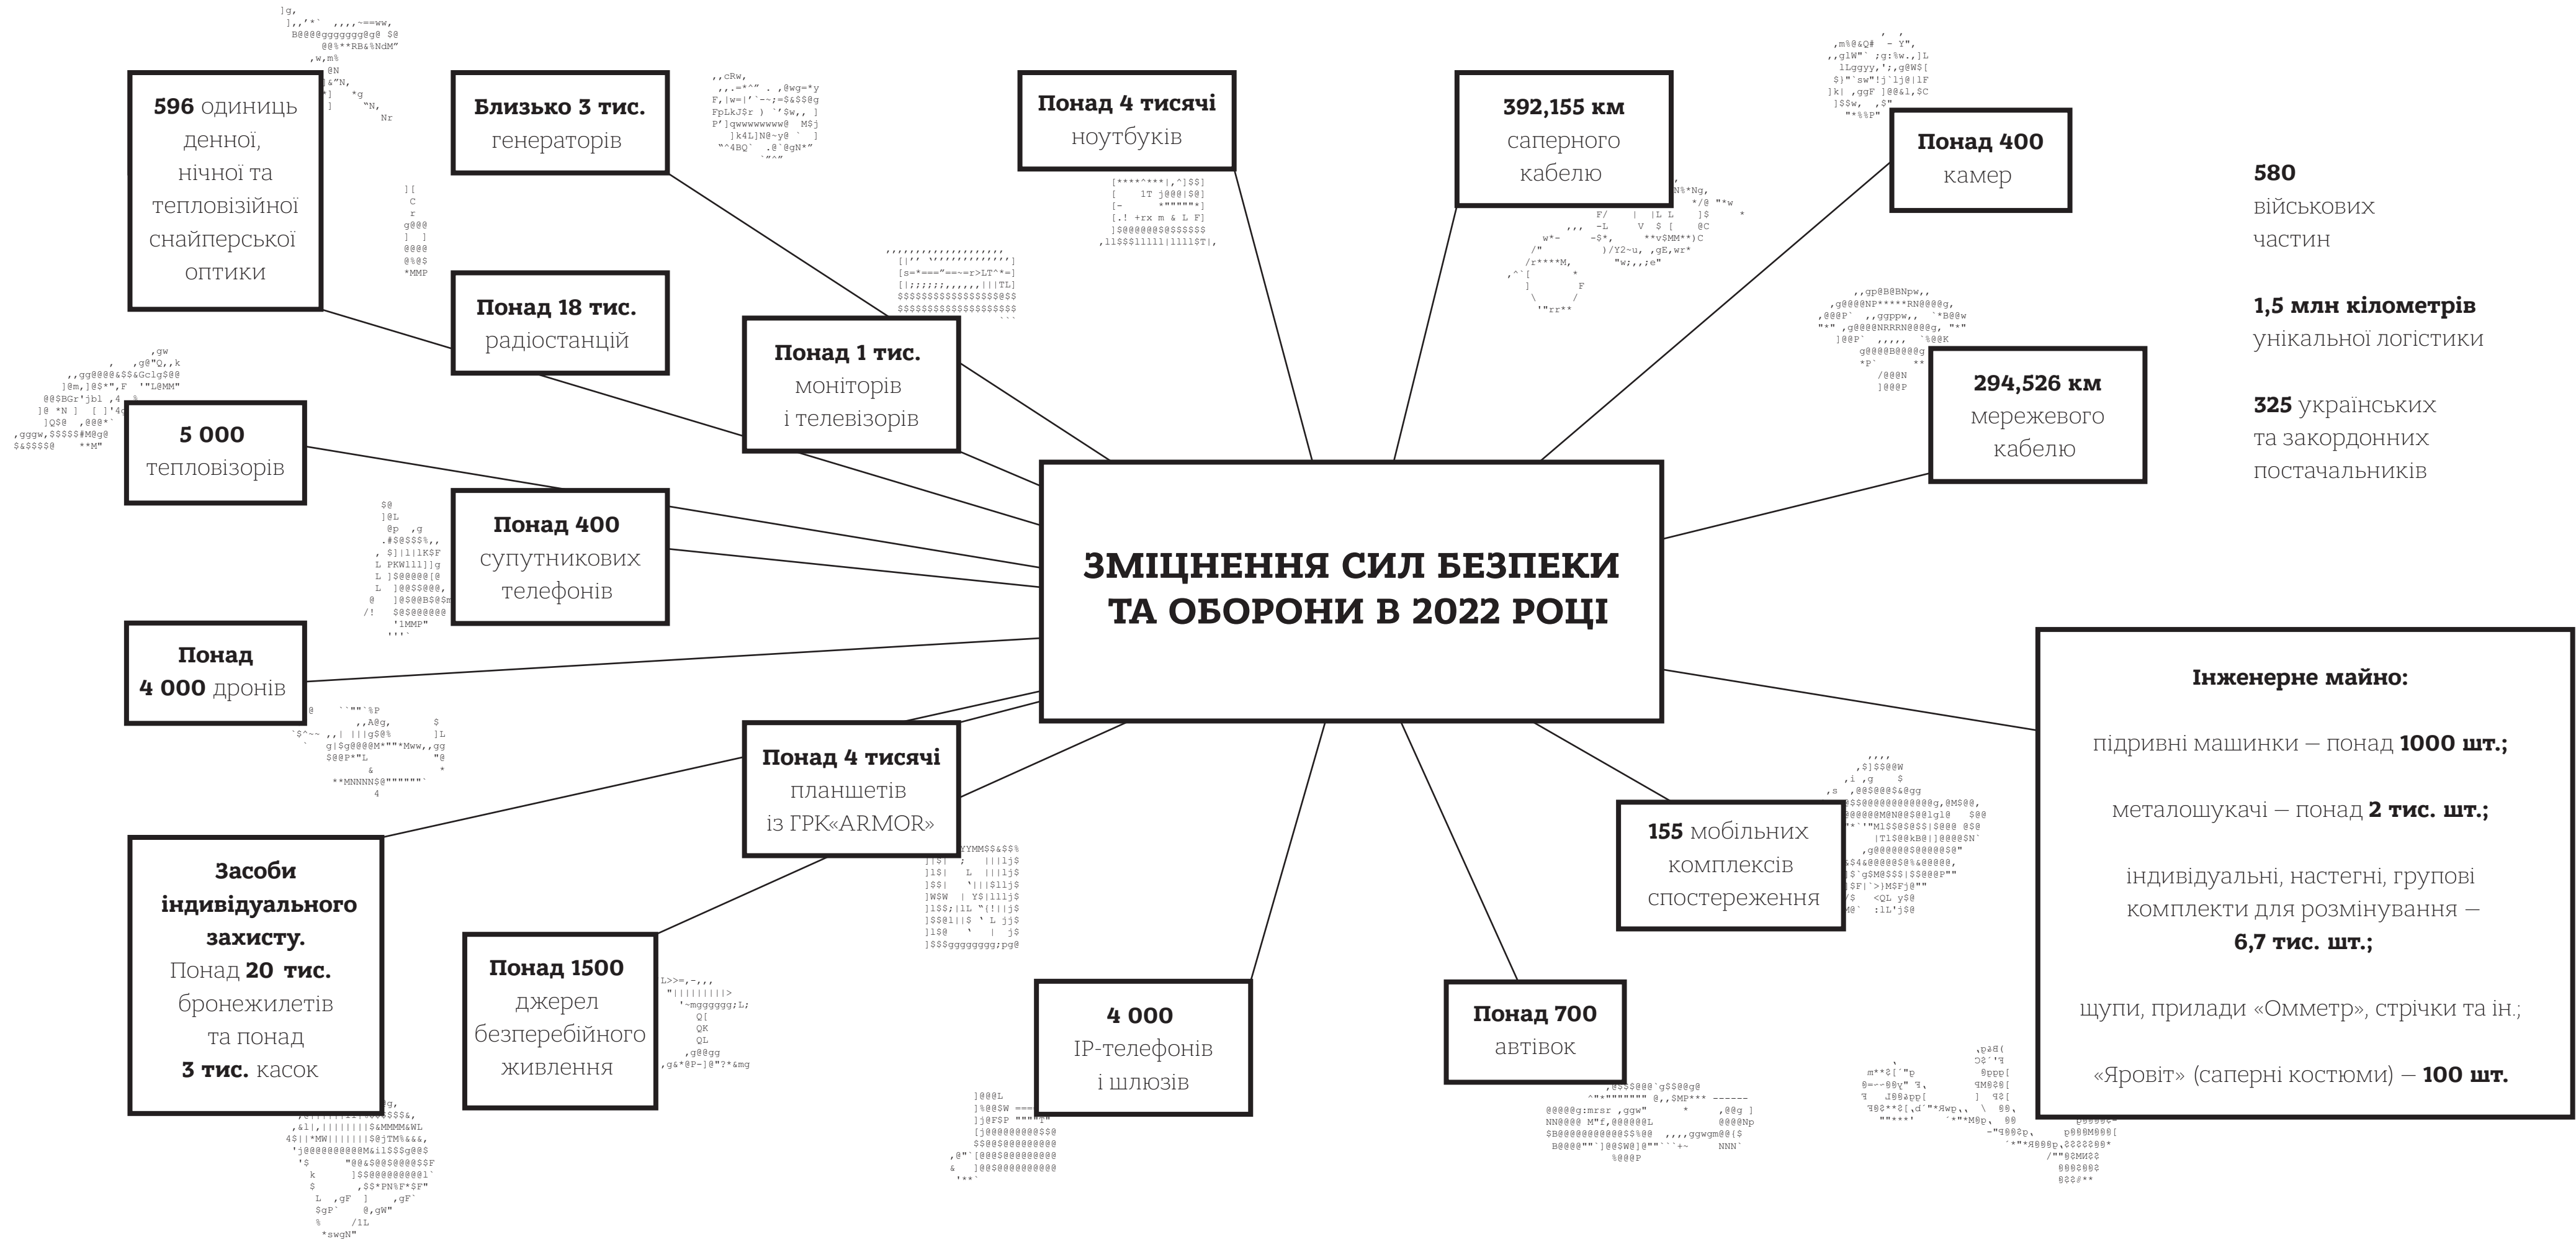 596 одиниць
денної,
нічної та
тепловізійної
снайперської
оптики
Близько 3 тис.
генераторів
Понад 4 тисячі
ноутбуків
392,155 км
саперного
кабелю
Понад 400
камер
580
військових
частин
1,5 млн кілометрів
унікальної логістики
325 українських
та закордонних
постачальників
Понад 18 тис.
радіостанцій
Понад 1 тис.
моніторів
і телевізорів
294,526 км
мережевого
кабелю
5 000
тепловізорів
Понад 400
супутникових
телефонів
ЗМІЦНЕННЯ СИЛ БЕЗПЕКИ
ТА ОБОРОНИ В 2022 РОЦІ
Понад
4 000 дронів
Понад 4 тисячі
планшетів
із ГРК«ARMOR»
155 мобільних
комплексів
спостереження
Інженерне майно:
підривні машинки — понад 1000 шт.;
металошукачі — понад 2 тис. шт.;
індивідуальні, настегні, групові
комплекти для розмінування —
6,7 тис. шт.;
щупи, прилади «Омметр», стрічки та ін.;
«Яровіт» (саперні костюми) — 100 шт.
Засоби
індивідуального
захисту.
Понад 20 тис.
бронежилетів
та понад
3 тис. касок
Понад 1500
джерел
безперебійного
живлення
4 000
IP-телефонів
і шлюзів
Понад 700
автівок